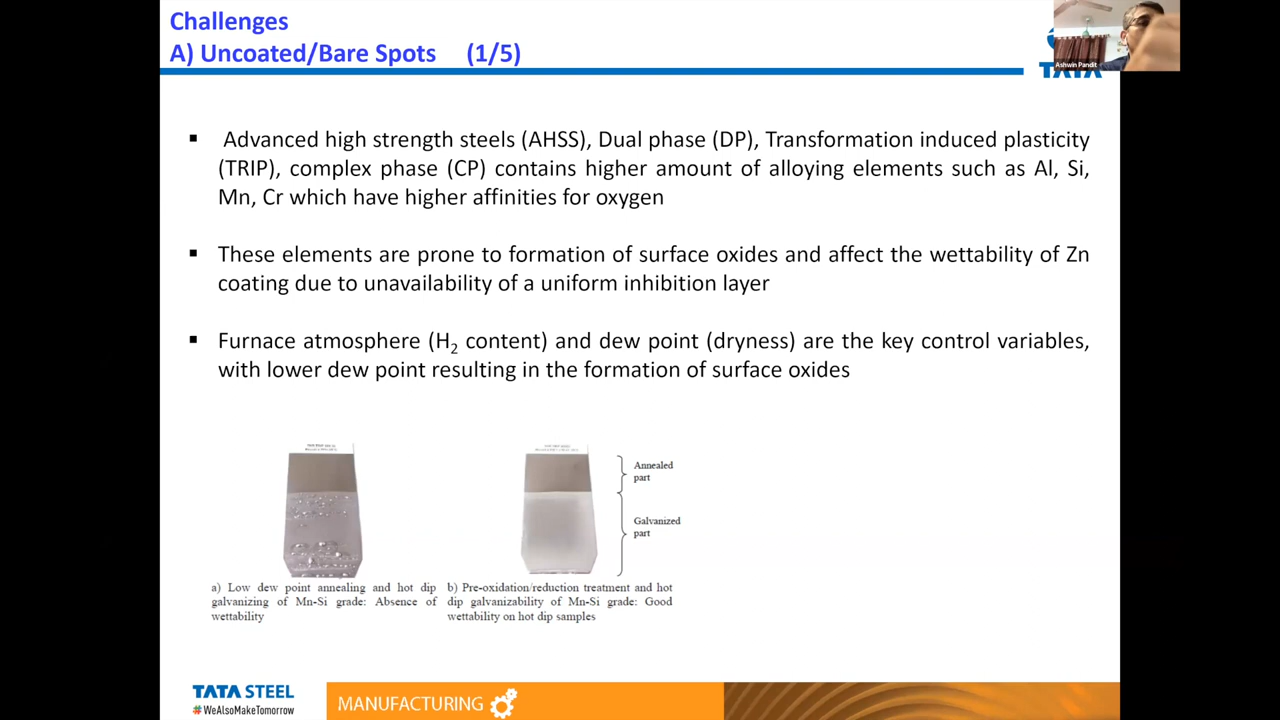 Challenges
A) Uncoated/Bare Spots (1/5)
Ashwin Pandit
TATA
▪ Advanced high strength steels (AHSS), Dual phase (DP), Transformation induced plasticity
(TRIP), complex phase (CP) contains higher amount of alloying elements such as Al, Si,
Mn, Cr which have higher affinities for oxygen
▪ These elements are prone to formation of surface oxides and affect the wettability of Zn
coating due to unavailability of a uniform inhibition layer
▪ Furnace atmosphere (H₂ content) and dew point (dryness) are the key control variables,
with lower dew point resulting in the formation of surface oxides
Annealed
part
Galvanized
part
a) Low dew point annealing and hot dip
galvanizing of Mn-Si grade: Absence of
wettability
b) Pre-oxidation/reduction treatment and hot
dip galvanizability of Mn-Si grade: Good
wettability on hot dip samples
TATA STEEL
#WeAlsoMakeTomorrow
MANUFACTURING